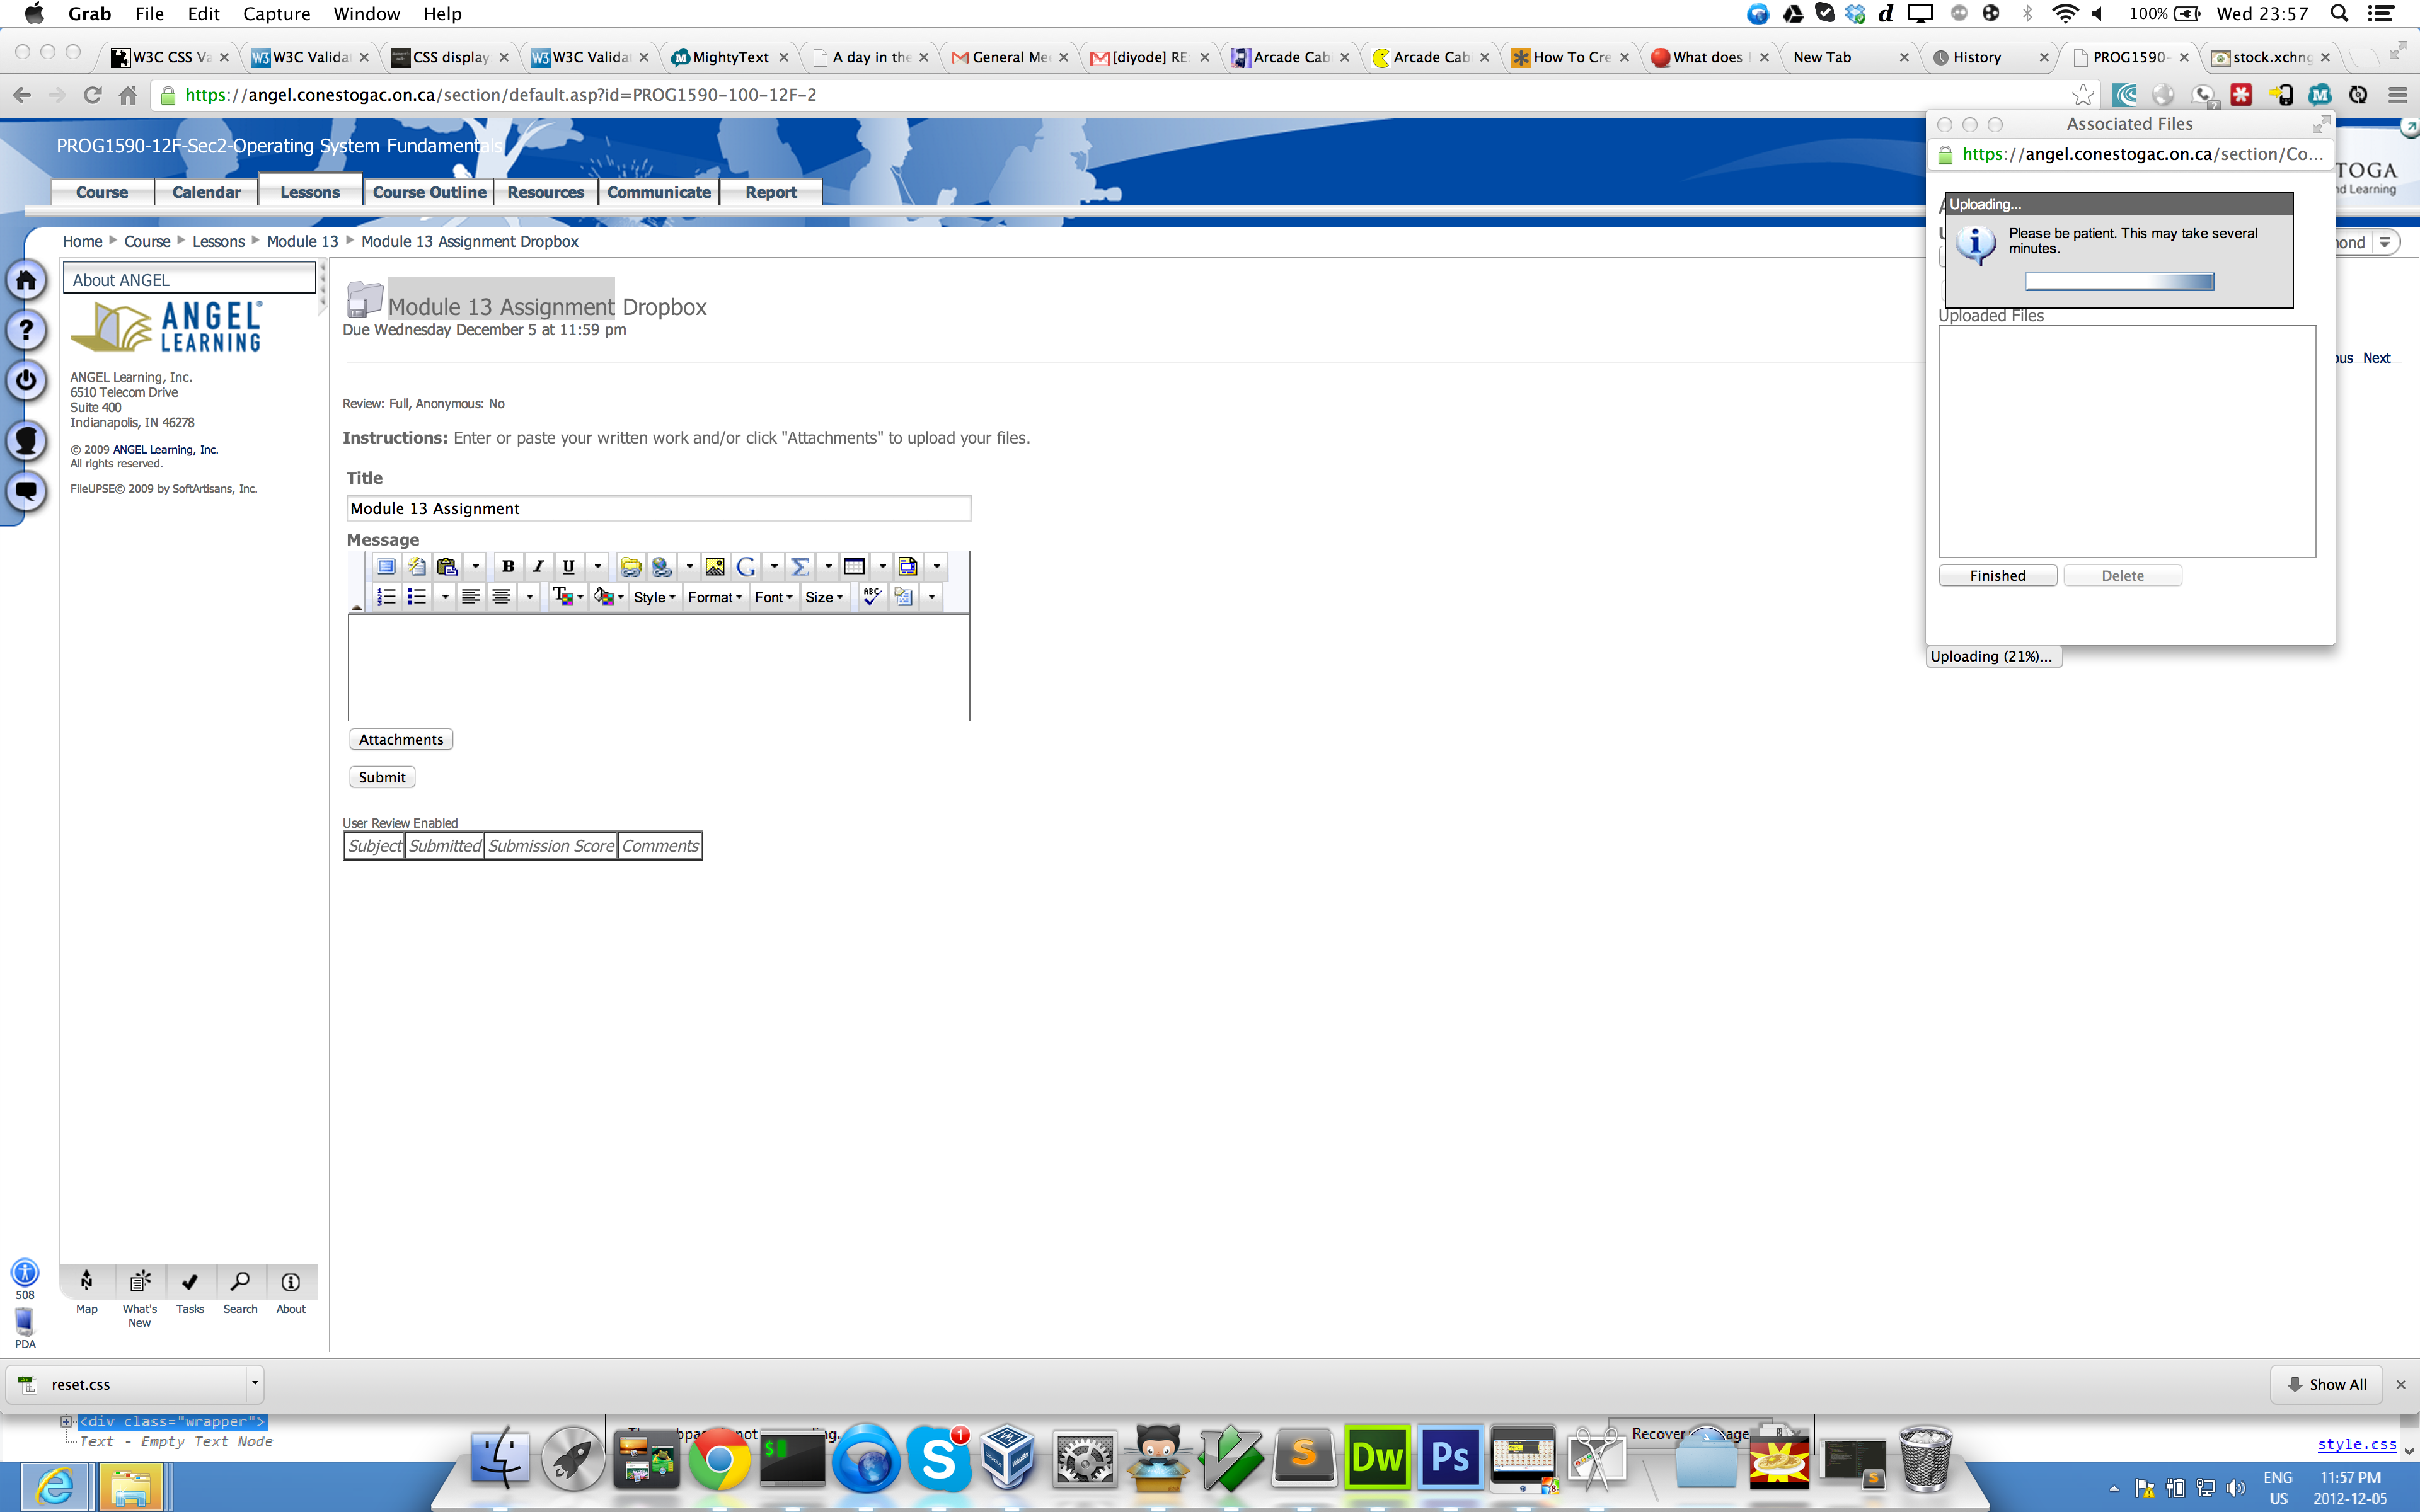 Grab File Edit Capture Window Help
100% Wed 23:57
W3C CSS Va
W3C Valida
CSS display
W3C Valida
MightyText
A day in the
General Me
[diyode] RE:
Arcade Cab
Arcade Cab
How To Cre
What does
New Tab
History
PROG1590-
stock.xchng
https://angel.conestogac.on.ca/section/default.asp?id=PROG1590-100-12F-2
PROG1590-12F-Sec2-Operating System Fundamentals
Course Calendar Lessons Course Outline Resources Communicate Report
Home Course Lessons Module 13 Module 13 Assignment Dropbox
About ANGEL
ANGEL
LEARNING
ANGEL Learning, Inc.
6510 Telecom Drive
Suite 400
Indianapolis, IN 46278
© 2009 ANGEL Learning, Inc.
All rights reserved.
FileUPSE© 2009 by SoftArtisans, Inc.
Module 13 Assignment Dropbox
Due Wednesday December 5 at 11:59 pm
Review: Full, Anonymous: No
Instructions: Enter or paste your written work and/or click "Attachments" to upload your files.
Title
Module 13 Assignment
Message
B I U
Style Format Font Size
Attachments
Submit
User Review Enabled
Subject Submitted Submission Score Comments
Associated Files
https://angel.conestogac.on.ca/section/Co...
TOGA
nd Learning
Uploading...
Please be patient. This may take several
minutes.
ond
Uploaded Files
ous Next
Finished Delete
Uploading (21%)...
508
PDA
Map What's New Tasks Search About
reset.css
Show All
<div class="wrapper">
Text - Empty Text Node
Recover
style.css
Dw Ps
ENG
US
11:57 PM
2012-12-05